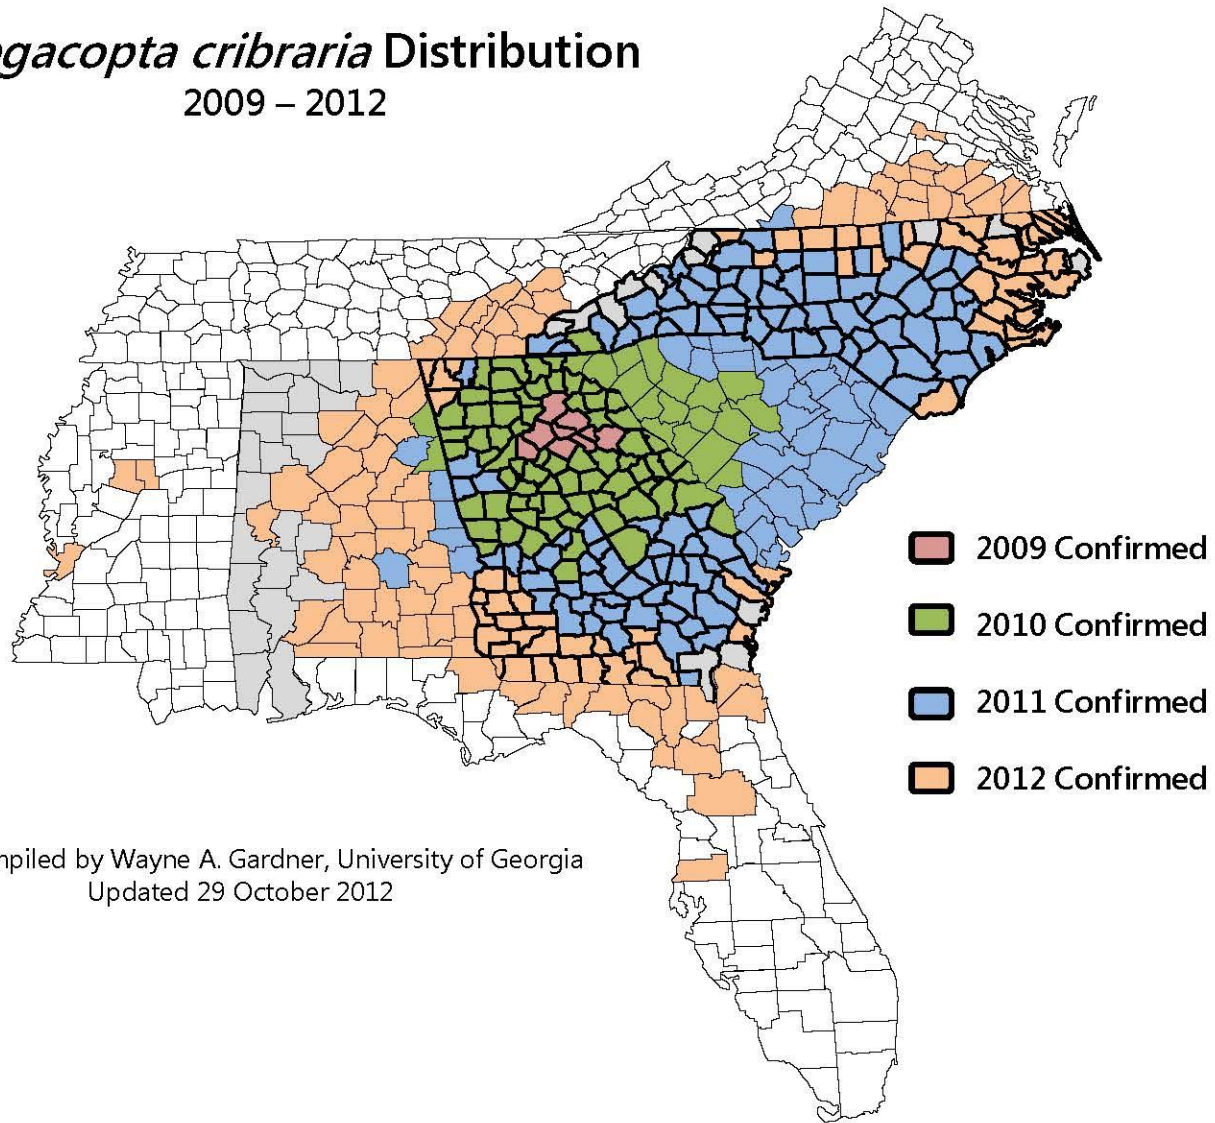 egacopta cribraria Distribution
2009 – 2012
2009 Confirmed
2010 Confirmed
2011 Confirmed
2012 Confirmed
mpiled by Wayne A. Gardner, University of Georgia
Updated 29 October 2012